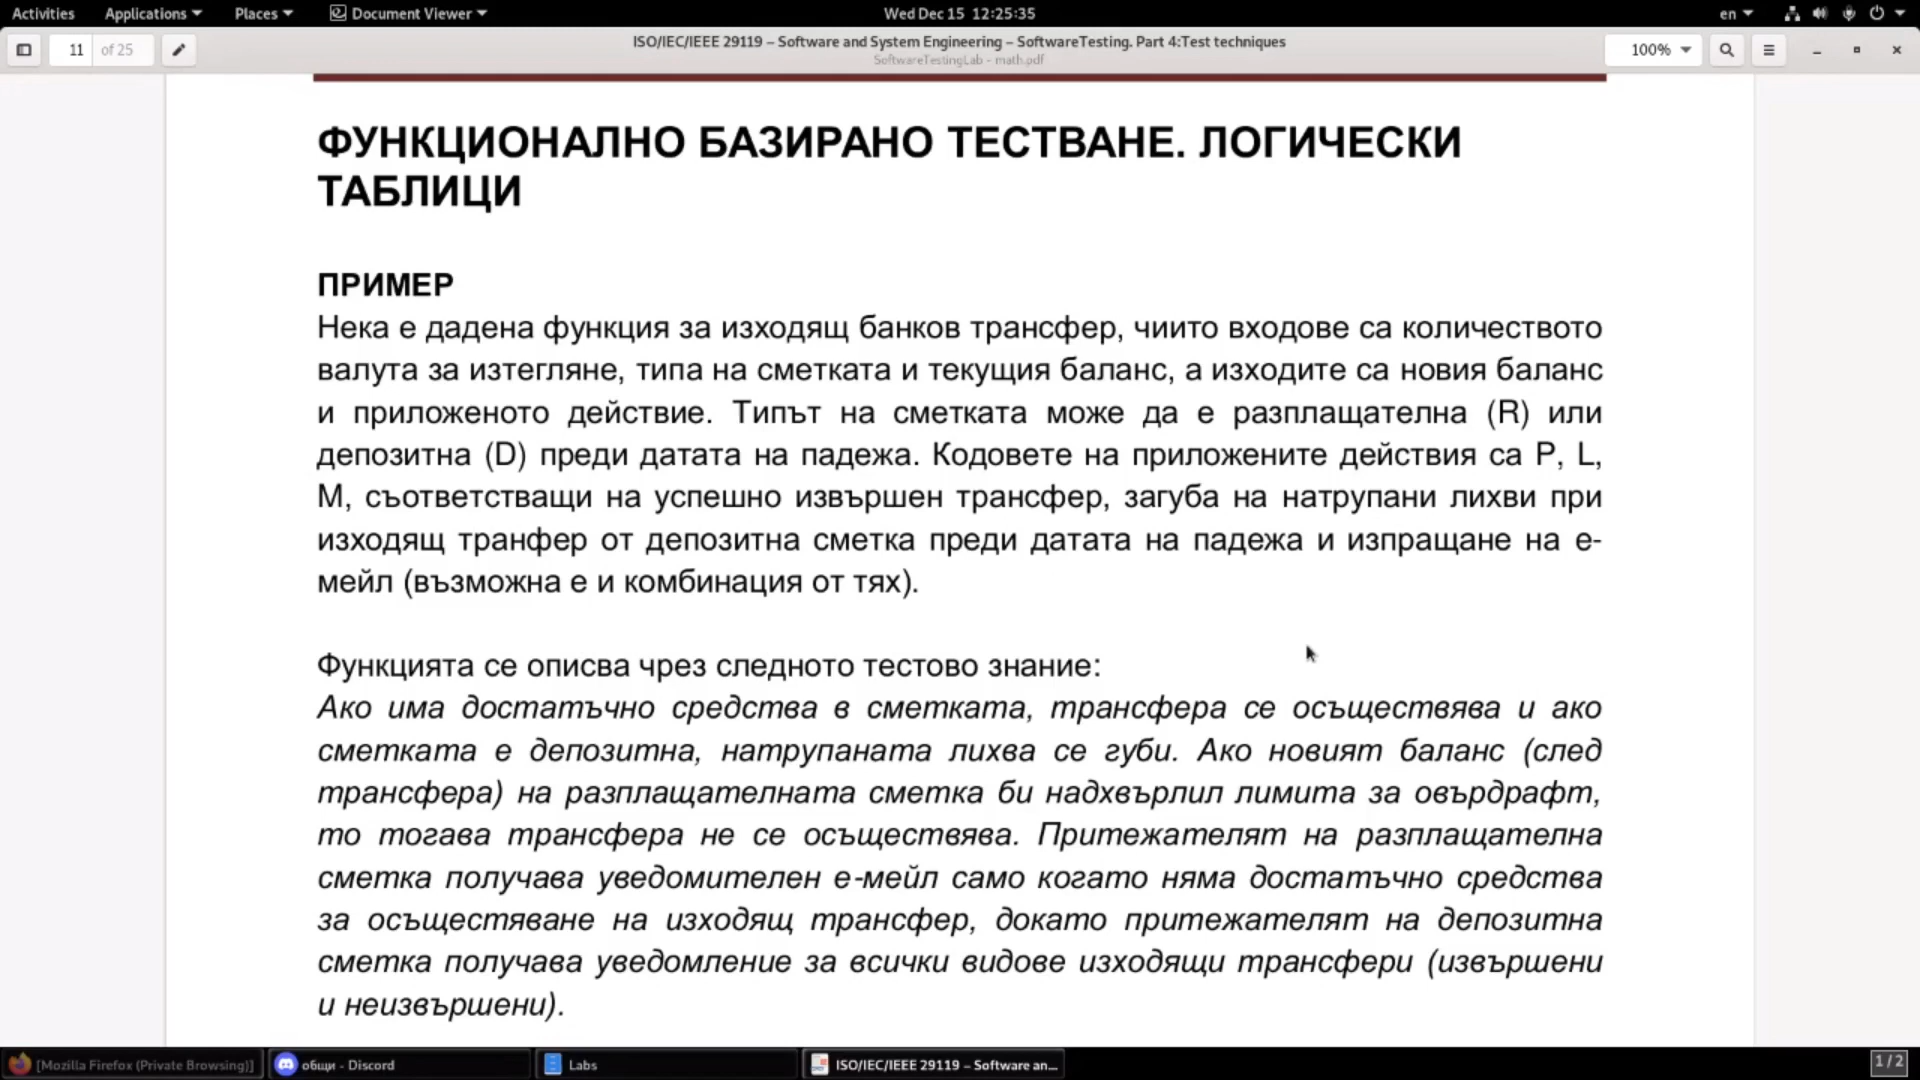 Activities
Applications
Places
Document Viewer
Wed Dec 15 12:25:35
en
11 of 25
ISO/IEC/IEEE 29119 – Software and System Engineering – SoftwareTesting. Part 4:Test techniques
SoftwareTestingLab - math.pdf
100%
ФУНКЦИОНАЛНО БАЗИРАНО ТЕСТВАНЕ. ЛОГИЧЕСКИ
ТАБЛИЦИ
ПРИМЕР
Нека е дадена функция за изходящ банков трансфер, чиито входове са количеството
валута за изтегляне, типа на сметката и текущия баланс, а изходите са новия баланс
и приложеното действие. Типът на сметката може да е разплащателна (R) или
депозитна (D) преди датата на падежа. Кодовете на приложените действия са P, L,
M, съответстващи на успешно извършен трансфер, загуба на натрупани лихви при
изходящ транфер от депозитна сметка преди датата на падежа и изпращане на е-
мейл (възможна е и комбинация от тях).
Функцията се описва чрез следното тестово знание:
Ако има достатъчно средства в сметката, трансфера се осъществява и ако
сметката е депозитна, натрупаната лихва се губи. Ако новият баланс (след
трансфера) на разплащателната сметка би надхвърлил лимита за овърдрафт,
то тогава трансфера не се осъществява. Притежателят на разплащателна
сметка получава уведомителен е-мейл само когато няма достатъчно средства
за осъщестяване на изходящ трансфер, докато притежателят на депозитна
сметка получава уведомление за всички видове изходящи трансфери (извършени
и неизвършени).
[Mozilla Firefox (Private Browsing)]
общи - Discord
Labs
ISO/IEC/IEEE 29119 – Software an...
1 / 2